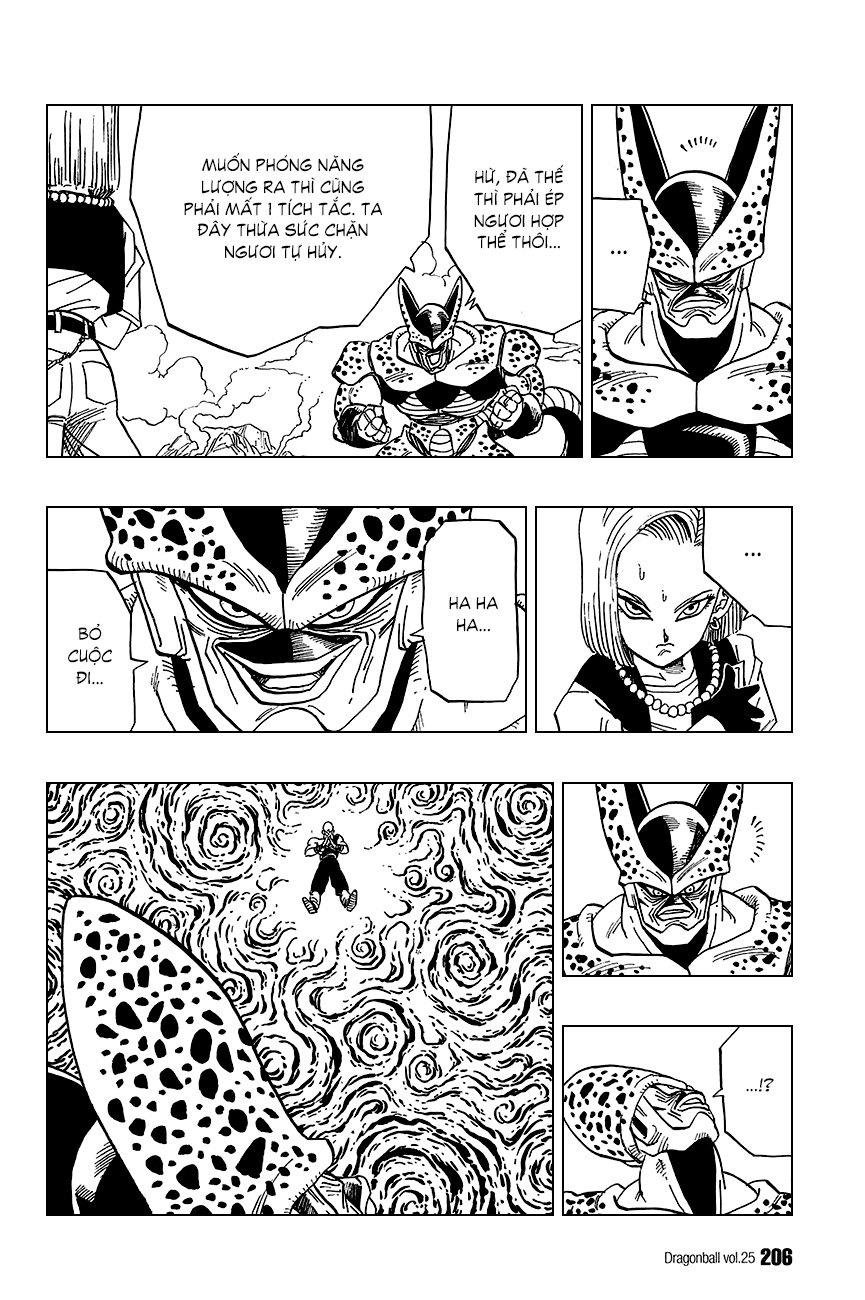 ...
HỪ, ĐÃ THẾ
THÌ PHẢI ÉP
NGƯƠI HỢP
THỂ THÔI...
MUỐN PHÓNG NĂNG
LƯỢNG RA THÌ CŨNG
PHẢI MẤT 1 TÍCH TẮC. TA
ĐÂY THỪA SỨC CHẶN
NGƯƠI TỰ HỦY.
...
HA HA
HA...
BỎ
CUỘC
ĐI...
...!?
Dragonball vol.25 206